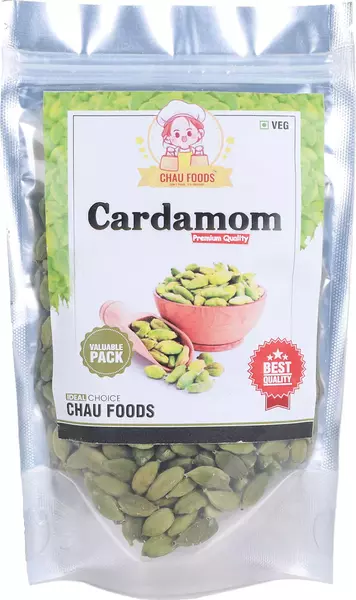 VEG
CHAU FOODS
Cardamom
Premium Quality
VALUABLE
PACK
BEST
QUALITY
IDEAL CHOICE
CHAU FOODS